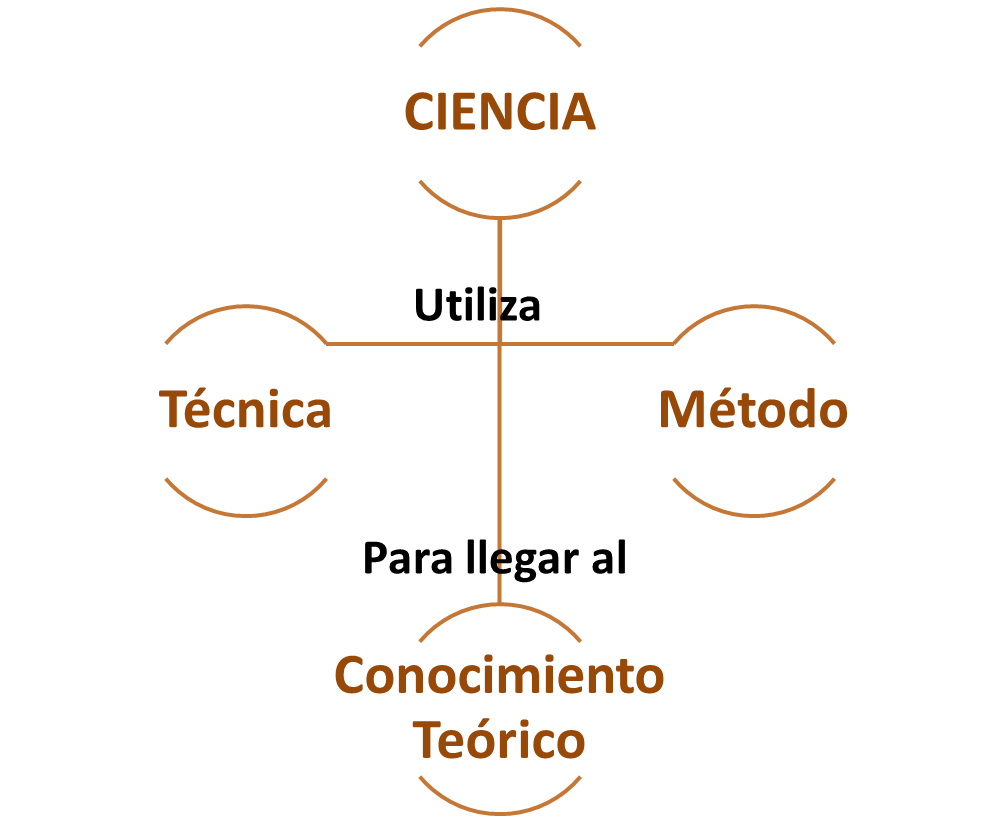 CIENCIA
Utiliza
Técnica
Método
Para llegar al
Conocimiento
Teórico